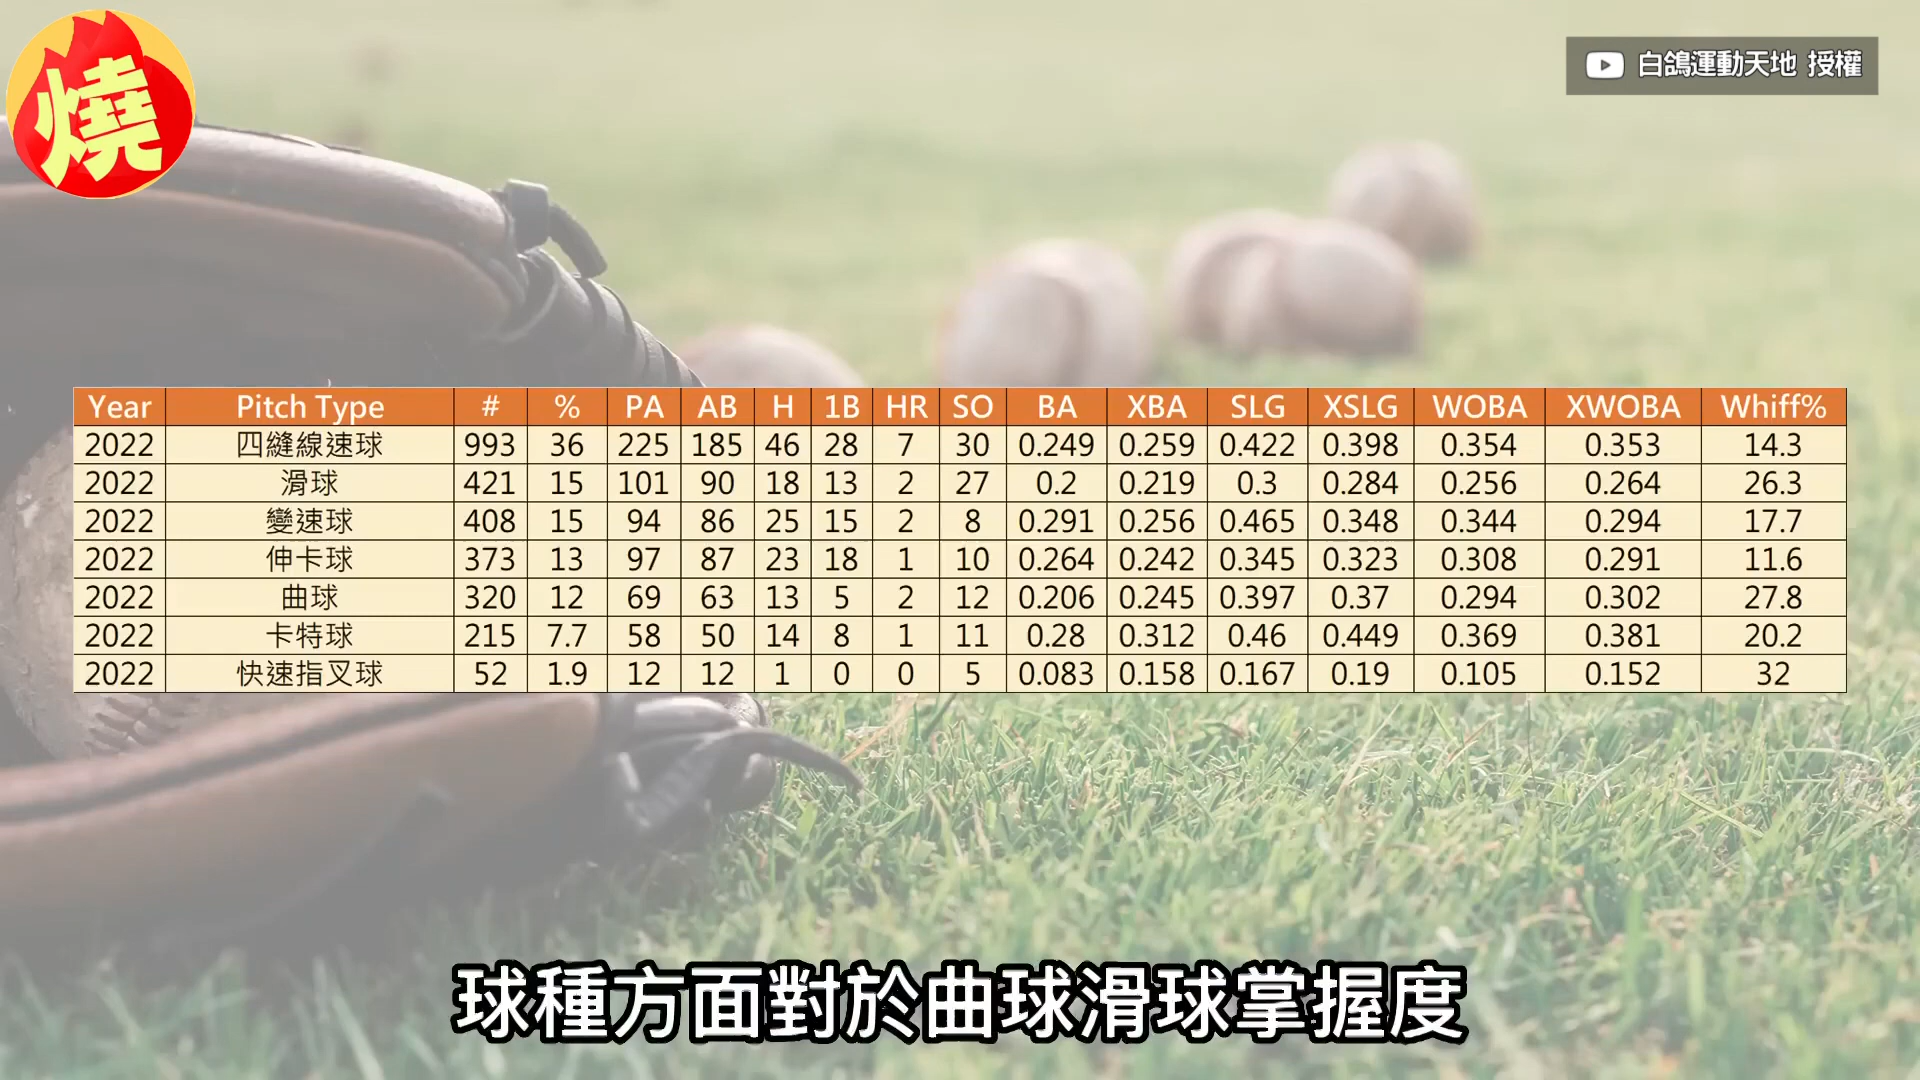 燒
白鴿運動天地 授權
Year Pitch Type # % PA AB H 1B HR SO BA XBA SLG XSLG WOBA XWOBA Whiff%
2022 四縫線速球 993 36 225 185 46 28 7 30 0.249 0.259 0.422 0.398 0.354 0.353 14.3
2022 滑球 421 15 101 90 18 13 2 27 0.2 0.219 0.3 0.284 0.256 0.264 26.3
2022 變速球 408 15 94 86 25 15 2 8 0.291 0.256 0.465 0.348 0.344 0.294 17.7
2022 伸卡球 373 13 97 87 23 18 1 10 0.264 0.242 0.345 0.323 0.308 0.291 11.6
2022 曲球 320 12 69 63 13 5 2 12 0.206 0.245 0.397 0.37 0.294 0.302 27.8
2022 卡特球 215 7.7 58 50 14 8 1 11 0.28 0.312 0.46 0.449 0.369 0.381 20.2
2022 快速指叉球 52 1.9 12 12 1 0 0 5 0.083 0.158 0.167 0.19 0.105 0.152 32
球種方面對於曲球滑球掌握度